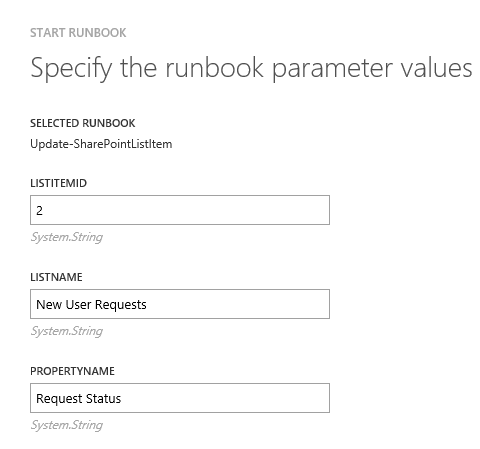 START RUNBOOK
Specify the runbook parameter values
SELECTED RUNBOOK
Update-SharePointListItem
LISTITEMID
2
System.String
LISTNAME
New User Requests
System.String
PROPERTYNAME
Request Status
System.String